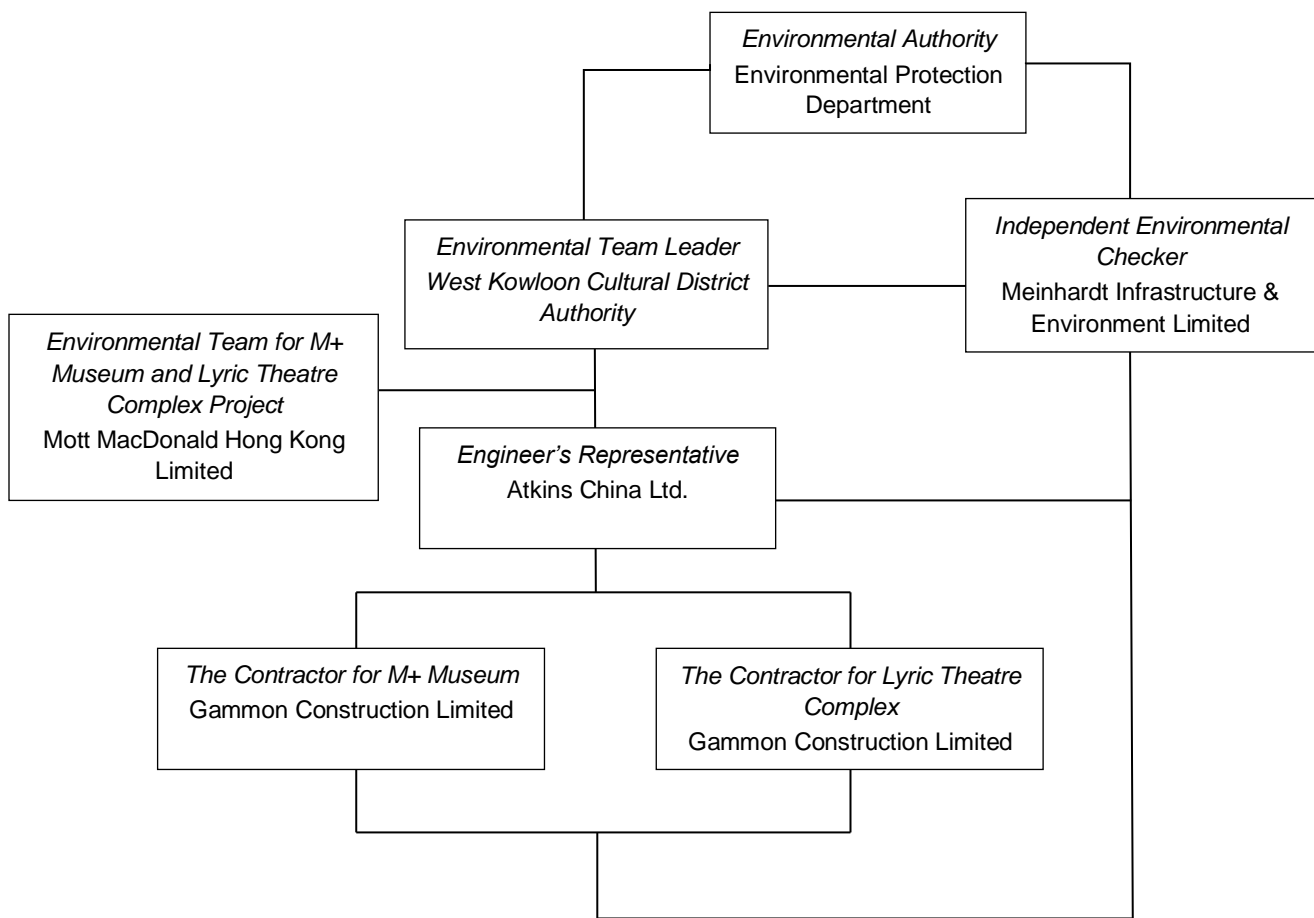 Environmental Authority
Environmental Protection
Department
Environmental Team Leader
West Kowloon Cultural District
Authority
Independent Environmental
Checker
Meinhardt Infrastructure &
Environment Limited
Environmental Team for M+
Museum and Lyric Theatre
Complex Project
Mott MacDonald Hong Kong
Limited
Engineer’s Representative
Atkins China Ltd.
The Contractor for M+ Museum
Gammon Construction Limited
The Contractor for Lyric Theatre
Complex
Gammon Construction Limited